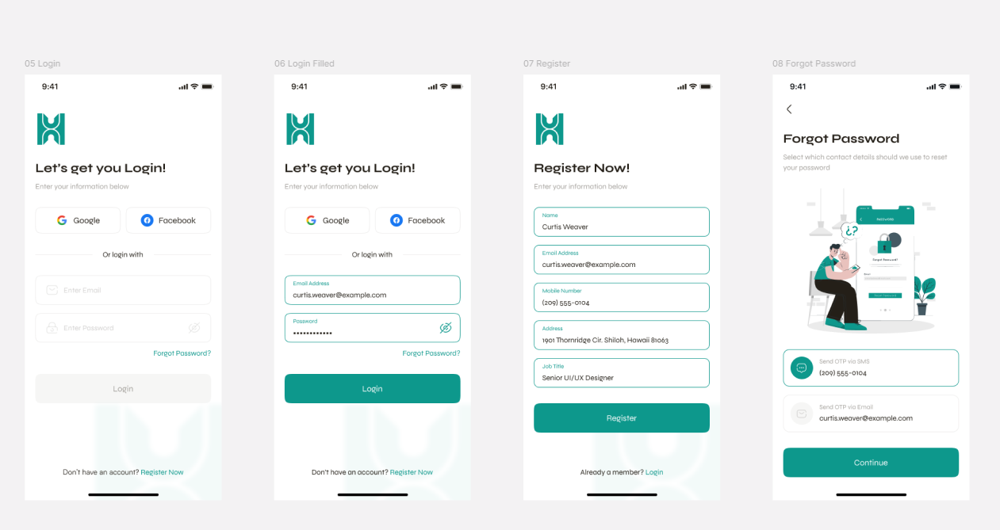 05 Login
9:41
Let's get you Login!
Enter your information below
Google
Facebook
Or login with
Enter Email
Enter Password
Forgot Password?
Login
Don't have an account? Register Now
06 Login Filled
9:41
Let's get you Login!
Enter your information below
Google
Facebook
Or login with
Email Address
curtis.weaver@example.com
Password
••••••••••••
Forgot Password?
Login
Don't have an account? Register Now
07 Register
9:41
Register Now!
Enter your information below
Name
Curtis Weaver
Email Address
curtis.weaver@example.com
Mobile Number
(209) 555-0104
Address
1901 Thornridge Cir. Shiloh, Hawaii 81063
Job Title
Senior UI/UX Designer
Register
Already a member? Login
08 Forgot Password
9:41
Forgot Password
Select which contact details should we use to reset
your password
PASSWORD
¿?
Forgot Password?
Email
Send OTP via SMS
(209) 555-0104
Send OTP via Email
curtis.weaver@example.com
Continue